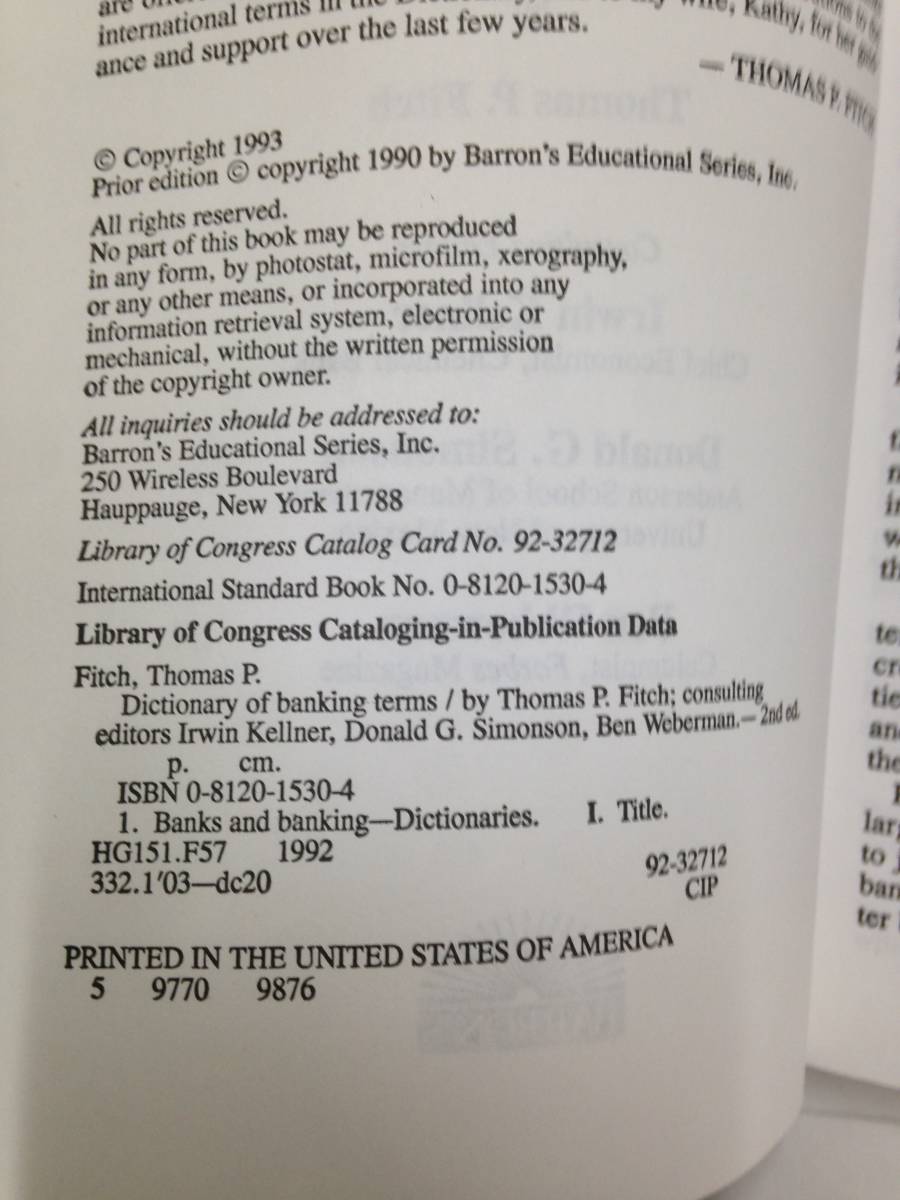 international terms in the
ance and support over the last few years.
Kathy, for her
— THOMAS P. FITCH
© Copyright 1993
Prior edition © copyright 1990 by Barron's Educational Series, Inc.
All rights reserved.
No part of this book may be reproduced
in any form, by photostat, microfilm, xerography,
or any other means, or incorporated into any
information retrieval system, electronic or
mechanical, without the written permission
of the copyright owner.
All inquiries should be addressed to:
Barron's Educational Series, Inc.
250 Wireless Boulevard
Hauppauge, New York 11788
Library of Congress Catalog Card No. 92-32712
International Standard Book No. 0-8120-1530-4
Library of Congress Cataloging-in-Publication Data
Fitch, Thomas P.
Dictionary of banking terms / by Thomas P. Fitch; consulting
editors Irwin Kellner, Donald G. Simonson, Ben Weberman.—2nd ed.
p. cm.
ISBN 0-8120-1530-4
1. Banks and banking—Dictionaries. I. Title.
HG151.F57 1992
332.1'03—dc20
92-32712
CIP
PRINTED IN THE UNITED STATES OF AMERICA
5 9770 9876